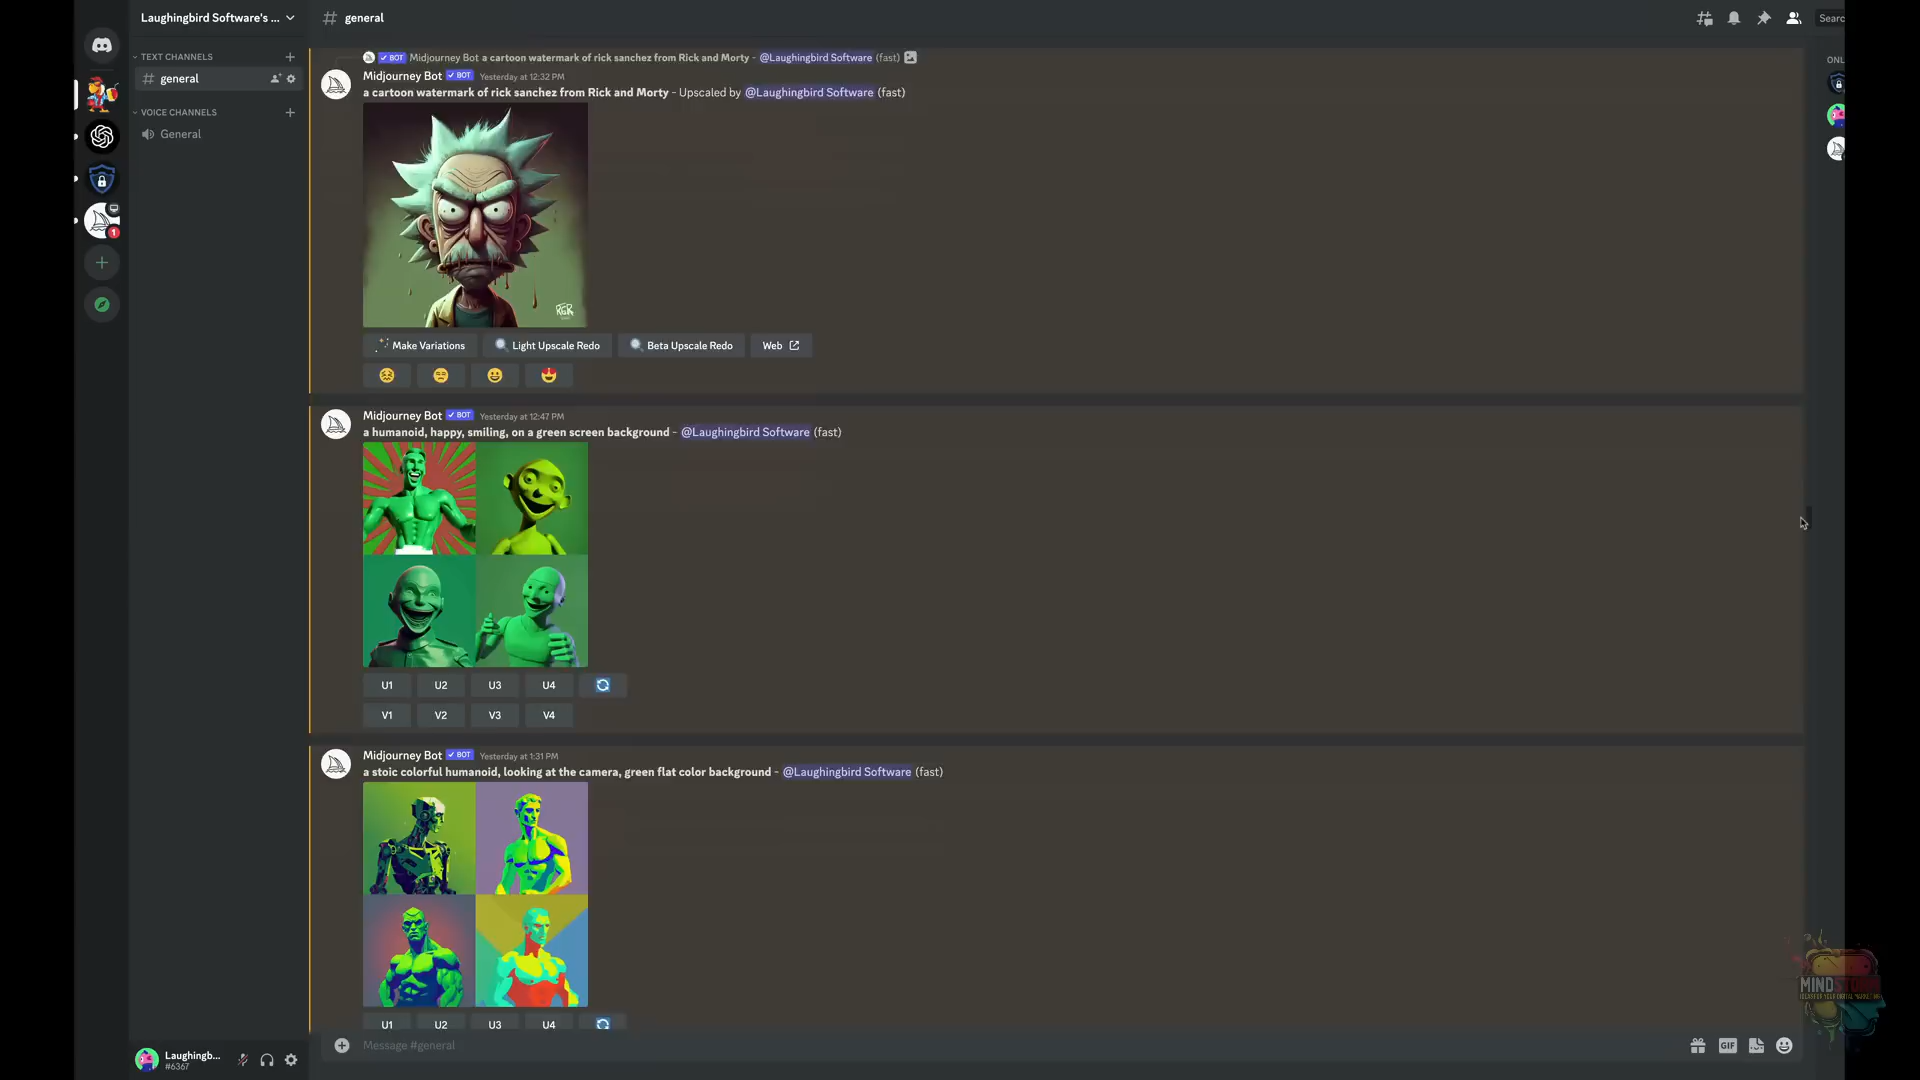 Laughingbird Software's ...
general
Searc
TEXT CHANNELS
general
VOICE CHANNELS
General
ONL
BOT Midjourney Bot a cartoon watermark of rick sanchez from Rick and Morty - @Laughingbird Software (fast)
Midjourney Bot BOT Yesterday at 12:32 PM
a cartoon watermark of rick sanchez from Rick and Morty - Upscaled by @Laughingbird Software (fast)
Make Variations Light Upscale Redo Beta Upscale Redo Web
Midjourney Bot BOT Yesterday at 12:47 PM
a humanoid, happy, smiling, on a green screen background - @Laughingbird Software (fast)
U1 U2 U3 U4
V1 V2 V3 V4
Midjourney Bot BOT Yesterday at 1:31 PM
a stoic colorful humanoid, looking at the camera, green flat color background - @Laughingbird Software (fast)
U1 U2 U3 U4
1
Message #general
GIF
Laughingb...
#6367